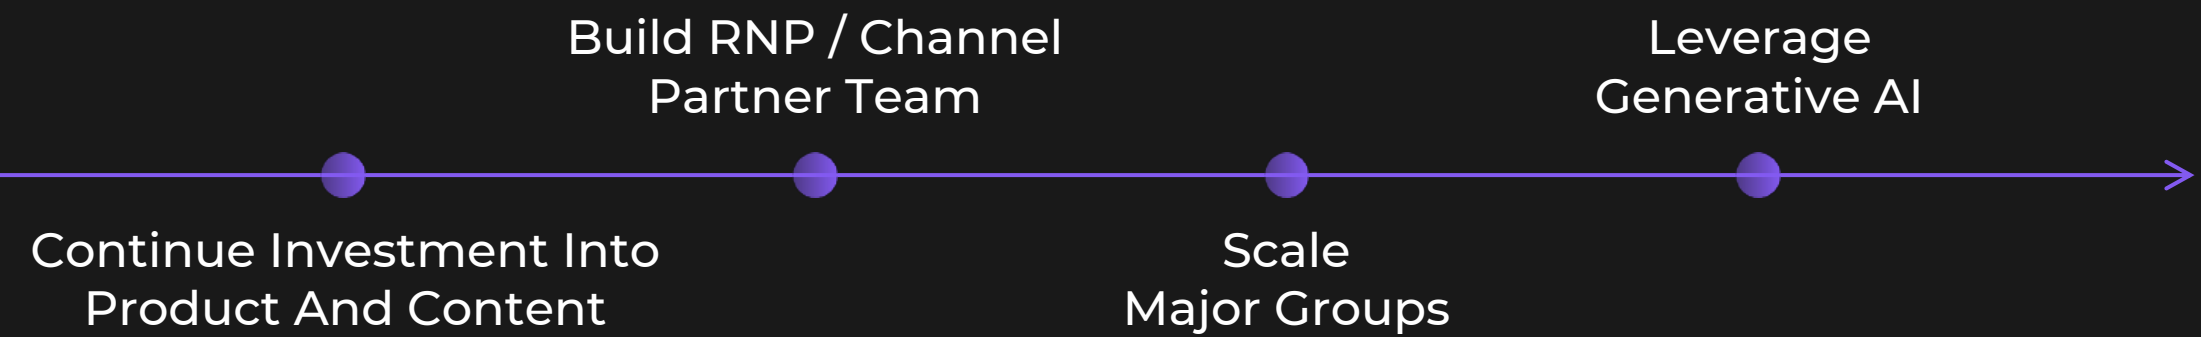 Build RNP / Channel
Partner Team
Leverage
Generative AI
Continue Investment Into
Product And Content
Scale
Major Groups